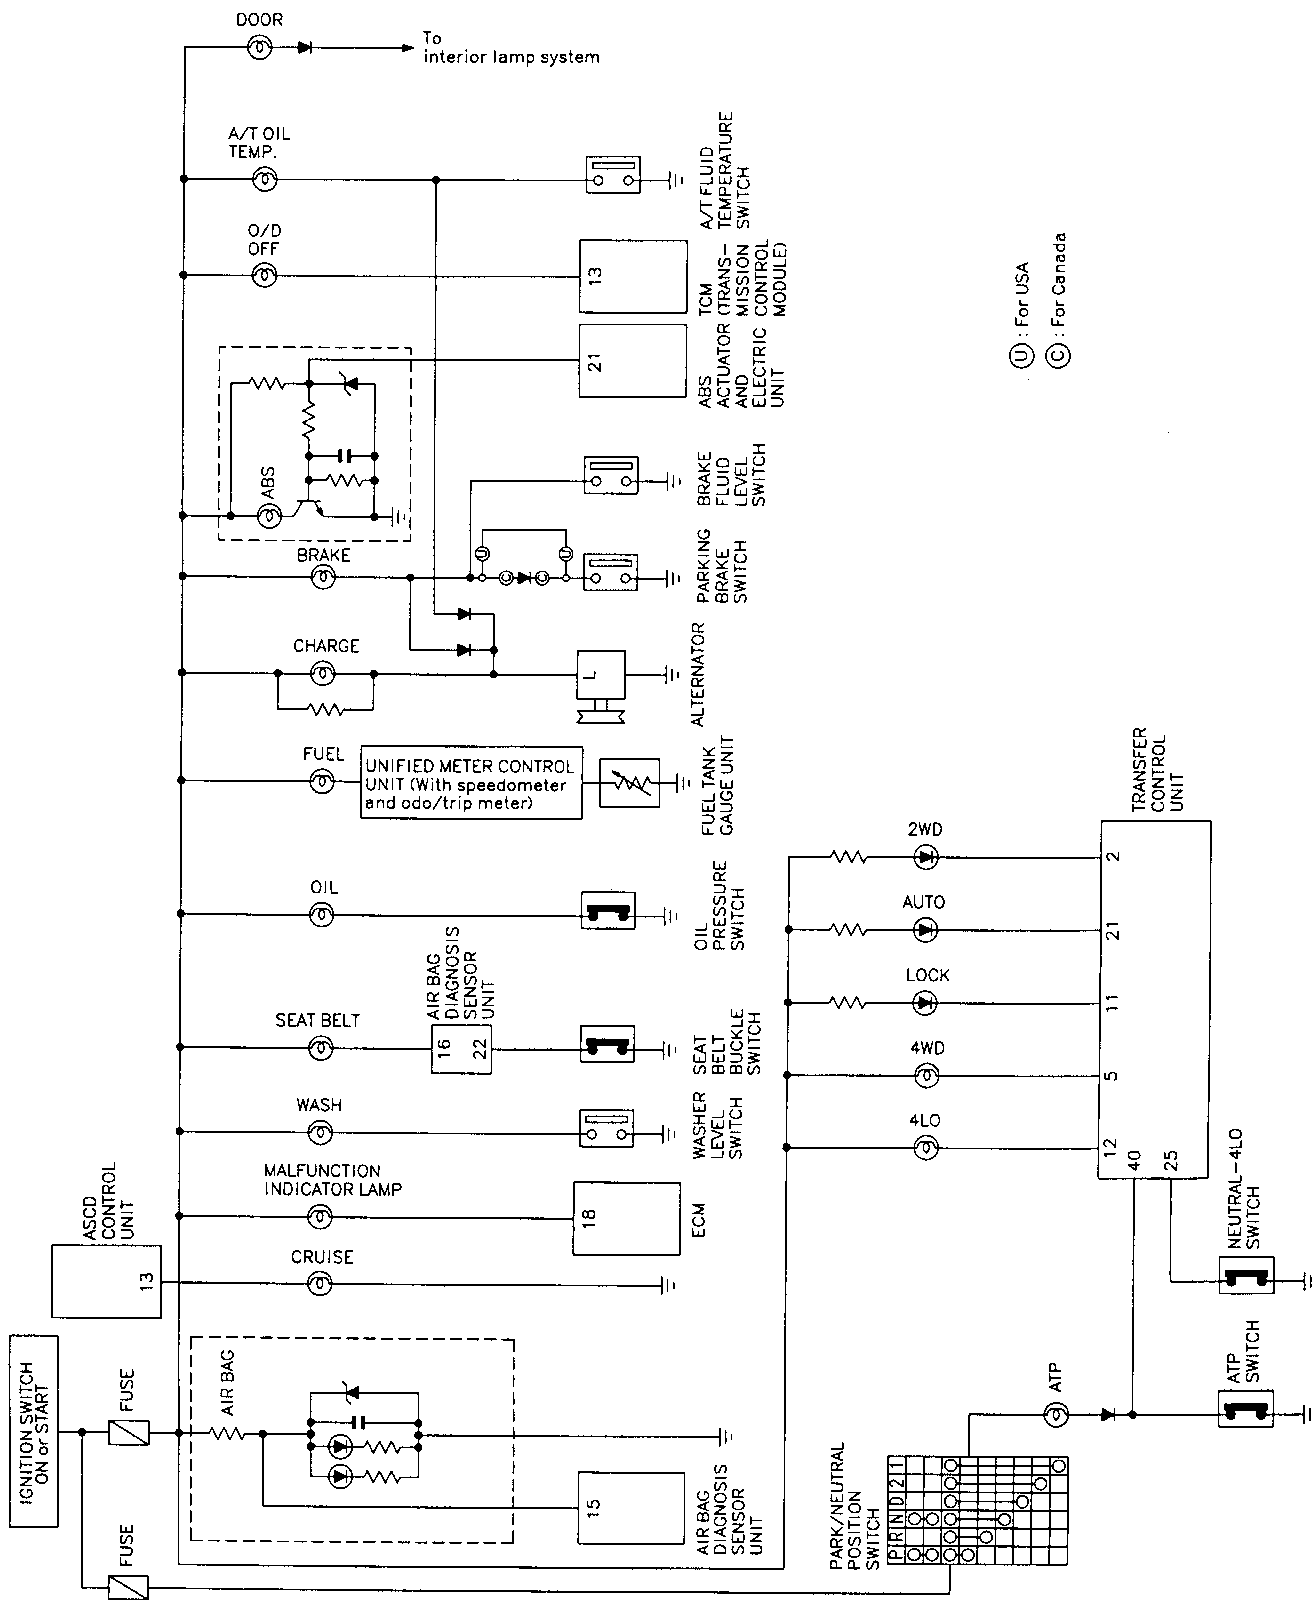 DOOR
To
interior lamp system
A/T OIL
TEMP.
A/T FLUID
TEMPERATURE
SWITCH
O/D
OFF
13
TCM
(TRANS-
MISSION
CONTROL
MODULE)
U : For USA
C : For Canada
21
ABS
ACTUATOR
AND
ELECTRIC
UNIT
ABS
BRAKE
FLUID
LEVEL
SWITCH
BRAKE
U
U
C
C
PARKING
BRAKE
SWITCH
CHARGE
L
ALTERNATOR
FUEL
UNIFIED METER CONTROL
UNIT (With speedometer
and odo/trip meter)
FUEL TANK
GAUGE UNIT
TRANSFER
CONTROL
UNIT
2WD
2
OIL
OIL
PRESSURE
SWITCH
AUTO
21
AIR BAG
DIAGNOSIS
SENSOR
UNIT
LOCK
11
SEAT BELT
16
22
SEAT
BELT
BUCKLE
SWITCH
4WD
5
WASH
WASHER
LEVEL
SWITCH
4LO
12
40
25
MALFUNCTION
INDICATOR LAMP
18
ECM
ASCD
CONTROL
UNIT
13
CRUISE
NEUTRAL-4LO
SWITCH
IGNITION SWITCH
ON or START
FUSE
AIR BAG
ATP
ATP
SWITCH
15
AIR BAG
DIAGNOSIS
SENSOR
UNIT
FUSE
PARK/NEUTRAL
POSITION
SWITCH
P R N D 2 1